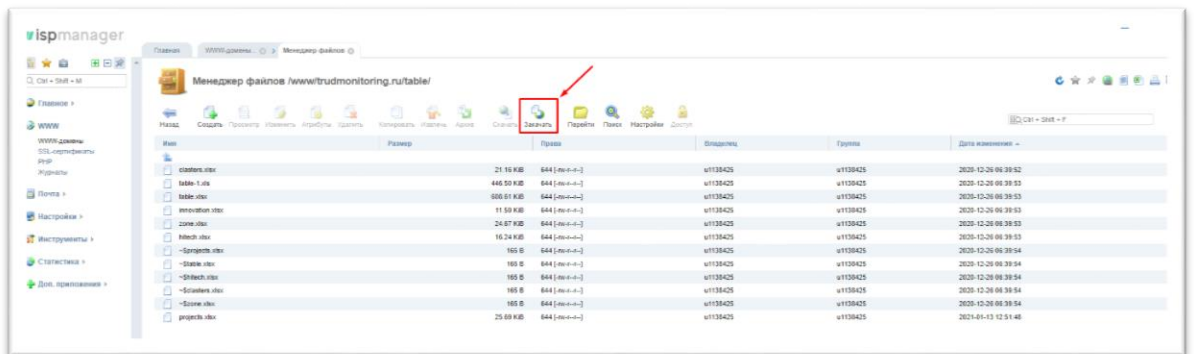 ispmanager
Главная WWW-домены... Менеджер файлов
Ctrl + Shift + M
Менеджер файлов /www/trudmonitoring.ru/table/
Главное
WWW
WWW-домены
SSL-сертификаты
PHP
Журналы
Почта
Настройки
Инструменты
Статистика
Доп. приложения
Назад Создать Просмотр Изменить Атрибуты Удалить Копировать Извлечь Архив Скачать Закачать Перейти Поиск Настройки Доступ
Ctrl + Shift + F
Имя Размер Права Владелец Группа Дата изменения
clasters.xlsx 21.16 KiB 644 [-rw-r--r--] u1138425 u1138425 2020-12-26 06:39:52
table-1.xls 446.50 KiB 644 [-rw-r--r--] u1138425 u1138425 2020-12-26 06:39:53
table.xlsx 606.61 KiB 644 [-rw-r--r--] u1138425 u1138425 2020-12-26 06:39:53
innovation.xlsx 11.50 KiB 644 [-rw-r--r--] u1138425 u1138425 2020-12-26 06:39:53
zone.xlsx 24.87 KiB 644 [-rw-r--r--] u1138425 u1138425 2020-12-26 06:39:53
hitech.xlsx 16.24 KiB 644 [-rw-r--r--] u1138425 u1138425 2020-12-26 06:39:53
~$projects.xlsx 165 B 644 [-rw-r--r--] u1138425 u1138425 2020-12-26 06:39:54
~$table.xlsx 165 B 644 [-rw-r--r--] u1138425 u1138425 2020-12-26 06:39:54
~$hitech.xlsx 165 B 644 [-rw-r--r--] u1138425 u1138425 2020-12-26 06:39:54
~$clasters.xlsx 165 B 644 [-rw-r--r--] u1138425 u1138425 2020-12-26 06:39:54
~$zone.xlsx 165 B 644 [-rw-r--r--] u1138425 u1138425 2020-12-26 06:39:54
projects.xlsx 25.69 KiB 644 [-rw-r--r--] u1138425 u1138425 2021-01-13 12:51:48